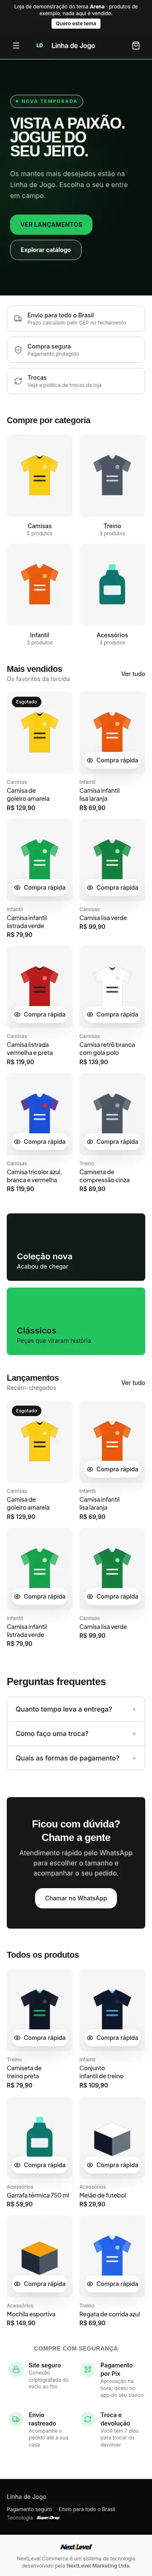 Loja de demonstração do tema Arena · produtos de
exemplo, nada aqui é vendido.
Quero este tema
LD
Linha de Jogo
NOVA TEMPORADA
VISTA A PAIXÃO.
JOGUE DO
SEU JEITO.
Os mantos mais desejados estão na
Linha de Jogo. Escolha o seu e entre
em campo.
VER LANÇAMENTOS
Explorar catálogo
Envio para todo o Brasil
Prazo calculado pelo CEP no fechamento
Compra segura
Pagamento protegido
Trocas
Veja a política de trocas da loja
Compre por categoria
Camisas
5 produtos
Treino
3 produtos
Infantil
3 produtos
Acessórios
3 produtos
Mais vendidos
Os favoritos da torcida
Ver tudo
Esgotado
Camisas
Camisa de
goleiro amarela
R$ 129,90
Compra rápida
Infantil
Camisa infantil
lisa laranja
R$ 69,90
Compra rápida
Infantil
Camisa infantil
listrada verde
R$ 79,90
Compra rápida
Camisas
Camisa lisa verde
R$ 99,90
Compra rápida
Camisas
Camisa listrada
vermelha e preta
R$ 119,90
Compra rápida
Camisas
Camisa retrô branca
com gola polo
R$ 139,90
Compra rápida
Camisas
Camisa tricolor azul,
branca e vermelha
R$ 119,90
Compra rápida
Treino
Camiseta de
compressão cinza
R$ 89,90
Coleção nova
Acabou de chegar
Clássicos
Peças que viraram história
Lançamentos
Recém-chegados
Ver tudo
Esgotado
Camisas
Camisa de
goleiro amarela
R$ 129,90
Compra rápida
Infantil
Camisa infantil
lisa laranja
R$ 69,90
Compra rápida
Infantil
Camisa infantil
listrada verde
R$ 79,90
Compra rápida
Camisas
Camisa lisa verde
R$ 99,90
Perguntas frequentes
Quanto tempo leva a entrega? +
Como faço uma troca? +
Quais as formas de pagamento? +
Ficou com dúvida?
Chame a gente
Atendimento rápido pelo WhatsApp
para escolher o tamanho e
acompanhar o seu pedido.
Chamar no WhatsApp
Todos os produtos
Compra rápida
Treino
Camiseta de
treino preta
R$ 79,90
Compra rápida
Infantil
Conjunto
infantil de treino
R$ 109,90
Compra rápida
Acessórios
Garrafa térmica 750 ml
R$ 59,90
Compra rápida
Acessórios
Meião de futebol
R$ 29,90
Compra rápida
Acessórios
Mochila esportiva
R$ 149,90
Compra rápida
Treino
Regata de corrida azul
R$ 69,90
COMPRE COM SEGURANÇA
Site seguro
Conexão
criptografada do
início ao fim
Pagamento
por Pix
Aprovação na
hora, direto no
app do seu banco
Envio
rastreado
Acompanhe o
pedido até a sua
casa
Troca e
devolução
Você tem 7 dias
para trocar ou
devolver
Linha de Jogo
Pagamento seguro
Envio para todo o Brasil
Tecnologia
Super Drop
NextLevel
NextLevel Commerce é um sistema de tecnologia
desenvolvido pela NextLevel Marketing Ltda.